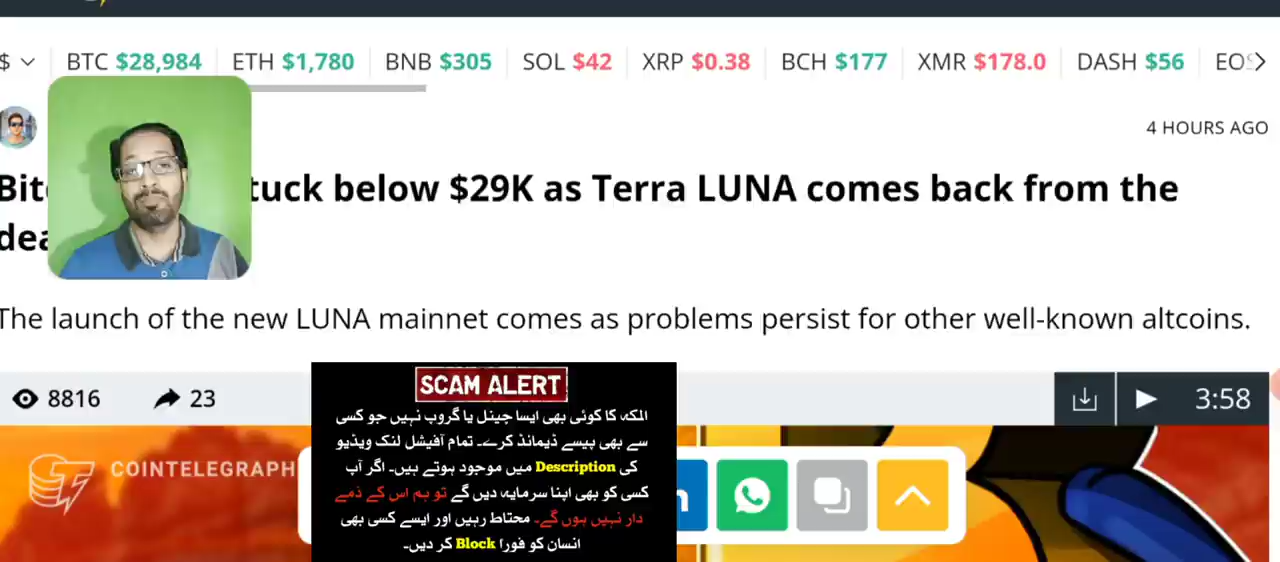 $ BTC $28,984 ETH $1,780 BNB $305 SOL $42 XRP $0.38 BCH $177 XMR $178.0 DASH $56 EOS
4 HOURS AGO
tuck below $29K as Terra LUNA comes back from the
The launch of the new LUNA mainnet comes as problems persist for other well-known altcoins.
8816 23 3:58
COINTELEGRAPH
SCAM ALERT
المکہ کا کوئی بھی ایسا چینل یا گروپ نہیں جو کسی
سے بھی پیسے ڈیمانڈ کرے۔ تمام آفیشل لنک ویڈیو
کی Description میں موجود ہوتے ہیں۔ اگر آپ
کسی کو بھی اپنا سرمایہ دیں گے تو ہم اس کے ذمے
دار نہیں ہوں گے۔ محتاط رہیں اور ایسے کسی بھی
انسان کو فورا Block کر دیں۔